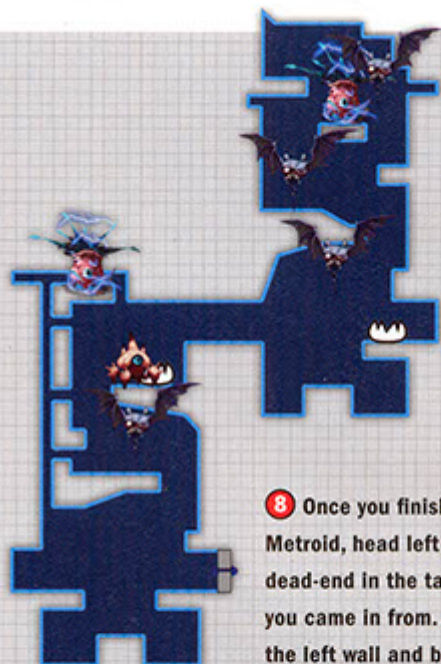 8 Once you finish
Metroid, head left
dead-end in the ta
you came in from.
the left wall and b